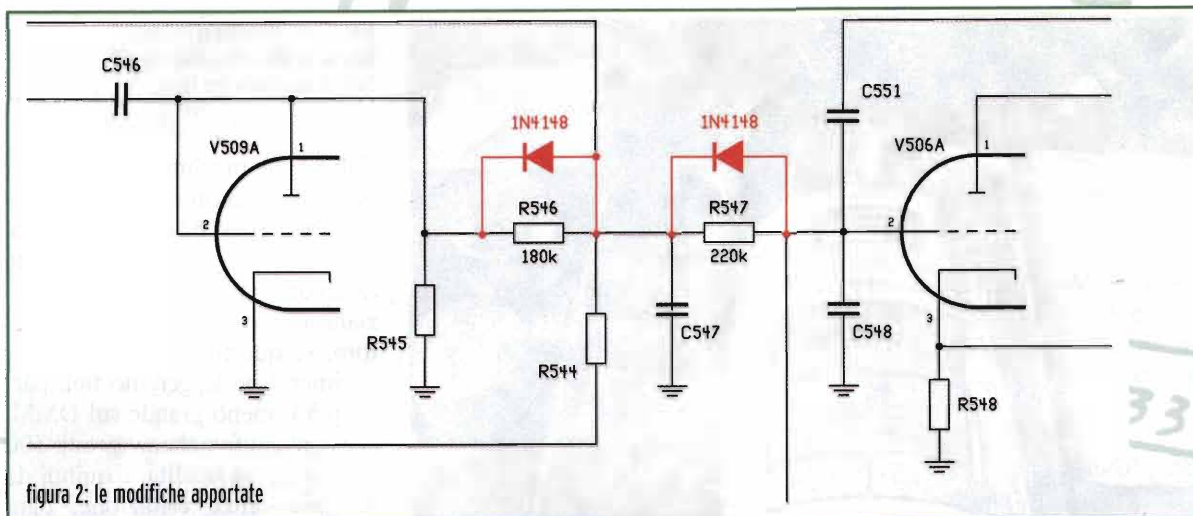 C546
C551
1N4148
1N4148
V509A
1
V506A
1
R546
R547
2
2
180k
220k
3
C547
C548
3
R545
R544
R548
33
figura 2: le modifiche apportate